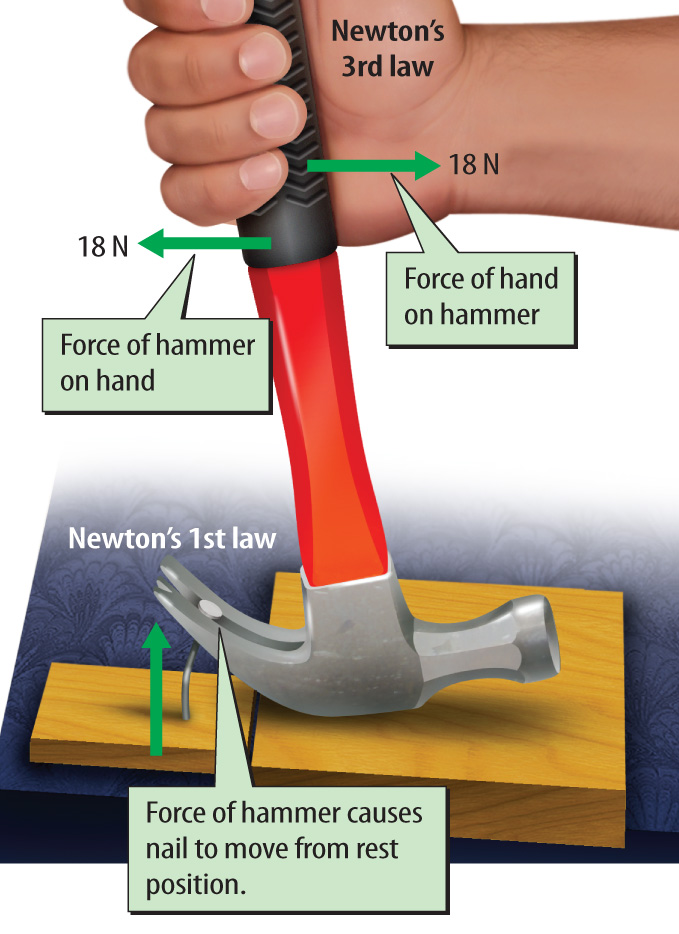 Newton’s
3rd law
18 N
18 N
Force of hand
on hammer
Force of hammer
on hand
Newton’s 1st law
Force of hammer causes
nail to move from rest
position.